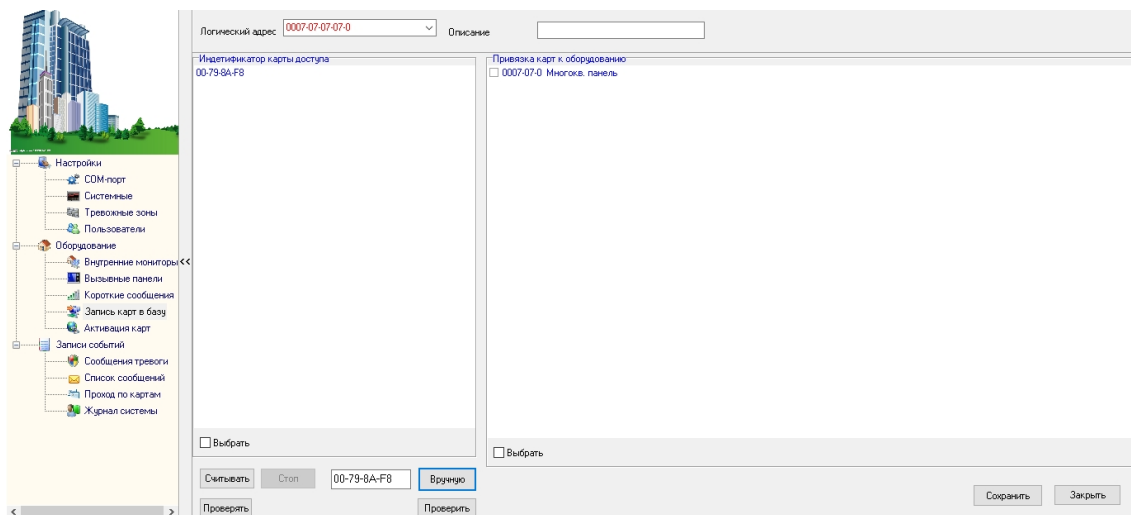 Логический адрес 0007-07-07-07-0 Описание
Индетификатор карты доступа
00-79-8A-F8
Привязка карт к оборудованию
0007-07-0 Многокв. панель
Настройки
COM-порт
Системные
Тревожные зоны
Пользователи
Оборудование
Внутренние мониторы
<<
Вызывные панели
Короткие сообщения
Запись карт в базу
Активация карт
Записи событий
Сообщения тревоги
Список сообщений
Проход по картам
Журнал системы
Выбрать
Выбрать
Считывать Стоп 00-79-8A-F8 Вручную
Проверять Проверить
Сохранить Закрыть